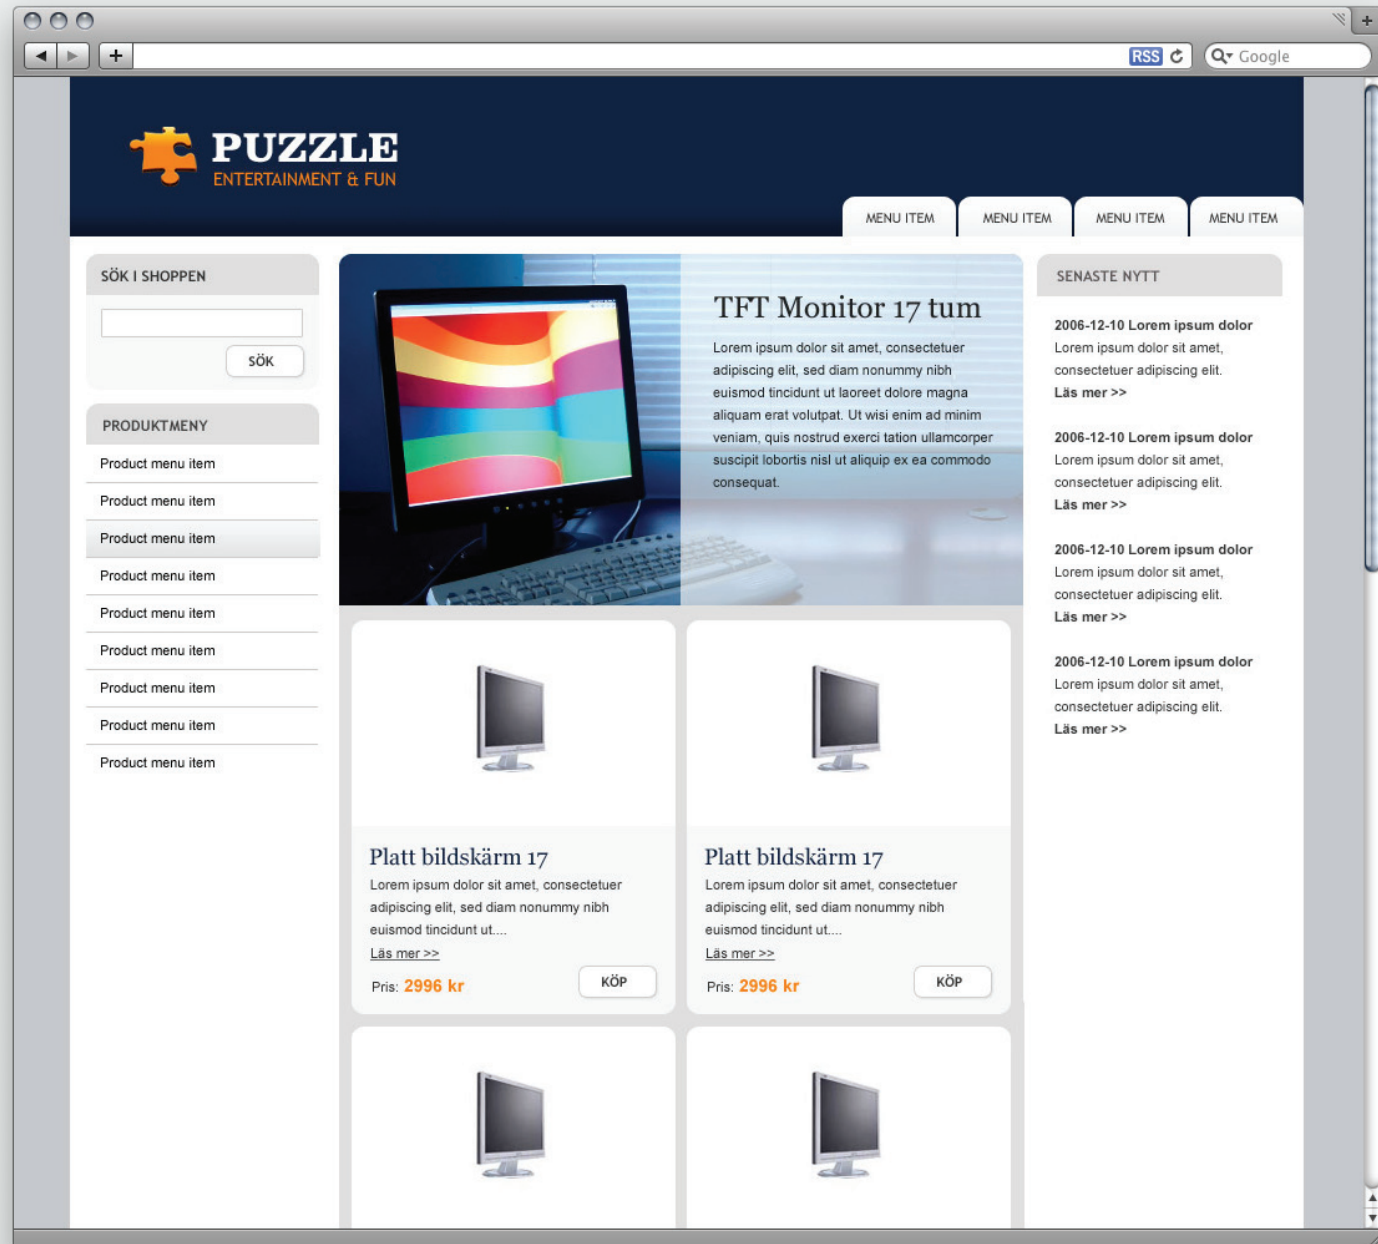 RSS
Google
PUZZLE
ENTERTAINMENT & FUN
MENU ITEM
MENU ITEM
MENU ITEM
MENU ITEM
SÖK I SHOPPEN
SÖK
PRODUKTMENY
Product menu item
Product menu item
Product menu item
Product menu item
Product menu item
Product menu item
Product menu item
Product menu item
Product menu item
TFT Monitor 17 tum
Lorem ipsum dolor sit amet, consectetuer
adipiscing elit, sed diam nonummy nibh
euismod tincidunt ut laoreet dolore magna
aliquam erat volutpat. Ut wisi enim ad minim
veniam, quis nostrud exerci tation ullamcorper
suscipit lobortis nisl ut aliquip ex ea commodo
consequat.
Platt bildskärm 17
Lorem ipsum dolor sit amet, consectetuer
adipiscing elit, sed diam nonummy nibh
euismod tincidunt ut....
Läs mer >>
Pris: 2996 kr
KÖP
Platt bildskärm 17
Lorem ipsum dolor sit amet, consectetuer
adipiscing elit, sed diam nonummy nibh
euismod tincidunt ut....
Läs mer >>
Pris: 2996 kr
KÖP
SENASTE NYTT
2006-12-10 Lorem ipsum dolor
Lorem ipsum dolor sit amet,
consectetuer adipiscing elit.
Läs mer >>
2006-12-10 Lorem ipsum dolor
Lorem ipsum dolor sit amet,
consectetuer adipiscing elit.
Läs mer >>
2006-12-10 Lorem ipsum dolor
Lorem ipsum dolor sit amet,
consectetuer adipiscing elit.
Läs mer >>
2006-12-10 Lorem ipsum dolor
Lorem ipsum dolor sit amet,
consectetuer adipiscing elit.
Läs mer >>